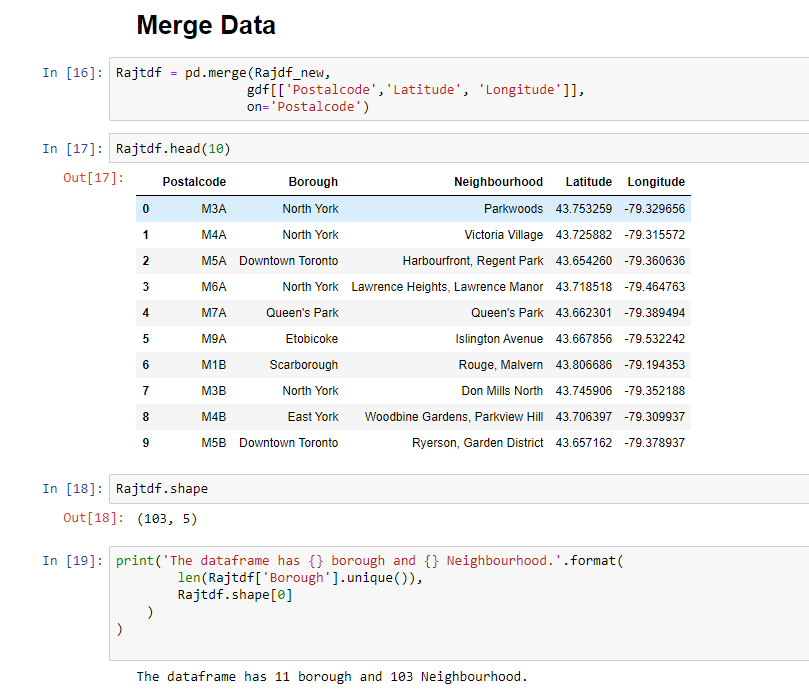 Merge Data
In [16]: Rajtdf = pd.merge(Rajdf_new,
gdf[['Postalcode','Latitude', 'Longitude']],
on='Postalcode')
In [17]: Rajtdf.head(10)
Out[17]:
Postalcode Borough Neighbourhood Latitude Longitude
0 M3A North York Parkwoods 43.753259 -79.329656
1 M4A North York Victoria Village 43.725882 -79.315572
2 M5A Downtown Toronto Harbourfront, Regent Park 43.654260 -79.360636
3 M6A North York Lawrence Heights, Lawrence Manor 43.718518 -79.464763
4 M7A Queen's Park Queen's Park 43.662301 -79.389494
5 M9A Etobicoke Islington Avenue 43.667856 -79.532242
6 M1B Scarborough Rouge, Malvern 43.806686 -79.194353
7 M3B North York Don Mills North 43.745906 -79.352188
8 M4B East York Woodbine Gardens, Parkview Hill 43.706397 -79.309937
9 M5B Downtown Toronto Ryerson, Garden District 43.657162 -79.378937
In [18]: Rajtdf.shape
Out[18]: (103, 5)
In [19]: print('The dataframe has {} borough and {} Neighbourhood.'.format(
len(Rajtdf['Borough'].unique()),
Rajtdf.shape[0]
)
)
The dataframe has 11 borough and 103 Neighbourhood.